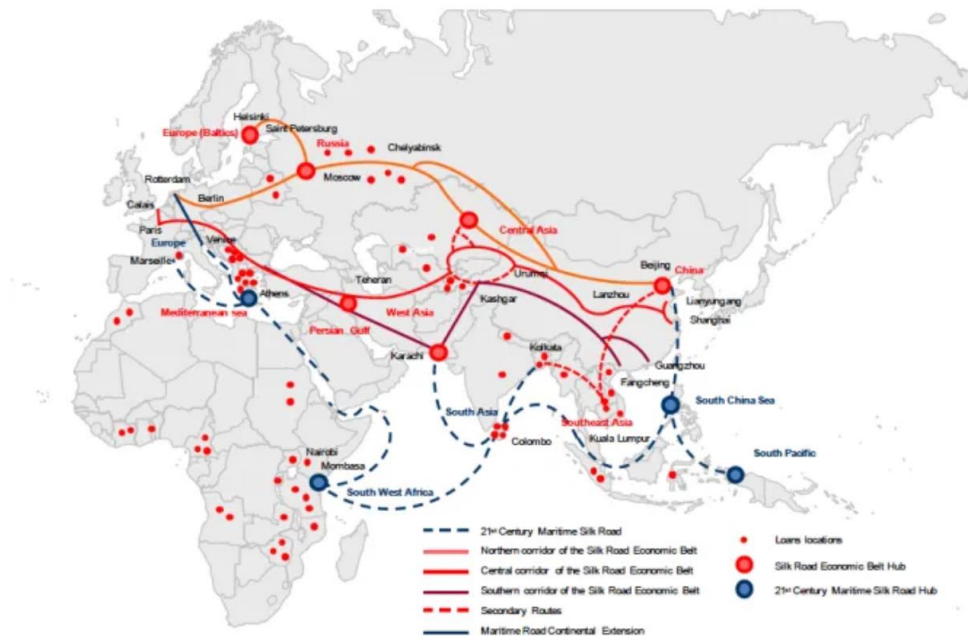 Helsinki
Europe (Baltics)
Saint Petersburg
Russia
Chelyabinsk
Moscow
Rotterdam
Berlin
Calais
Paris
Central Asia
Europe
Venice
Marseille
Beijing
China
Teheran
Urumqi
Lanzhou
Lianyungang
Athens
Kashgar
Mediterranean sea
West Asia
Shanghai
Persian Gulf
Karachi
Kolkata
Guangzhou
Fangcheng
South Asia
South China Sea
Southeast Asia
Colombo
Kuala Lumpur
Nairobi
Mombasa
South Pacific
South West Africa
21st Century Maritime Silk Road
Northern corridor of the Silk Road Economic Belt
Central corridor of the Silk Road Economic Belt
Southern corridor of the Silk Road Economic Belt
Secondary Routes
Maritime Road Continental Extension
Loans locations
Silk Road Economic Belt Hub
21st Century Maritime Silk Road Hub